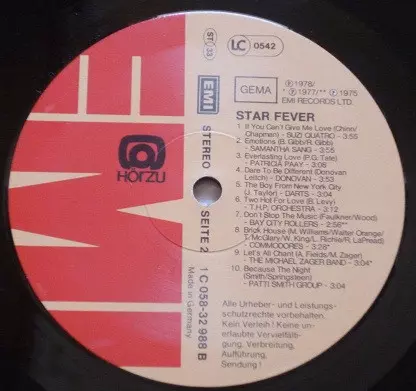 ST 33
LC 0542
EMI
GEMA
Ⓟ 1978/
* Ⓟ 1977/** Ⓟ 1975
EMI RECORDS LTD.
STAR FEVER
1. If You Can't Give Me Love (Chinn/
Chapman) - SUZI QUATRO - 3:55
2. Emotions (B. Gibb/R. Gibb)
- SAMANTHA SANG - 3:55
3. Everlasting Love (P.G. Tate)
- PATRICIA PAAY - 3:08
4. Dare To Be Different (Donovan
Leitch) - DONOVAN - 3:53
5. The Boy From New York City
(J. Taylor) - DARTS - 3:04
6. Two Hot For Love (B. Levy)
- T.H.P. ORCHESTRA - 3:12
7. Don't Stop The Music (Faulkner/Wood)
- BAY CITY ROLLERS - 2:56**
8. Brick House (M. Williams/Walter Orange/
T. McClary/W. King/L. Richie/R. LaPread)
- COMMODORES - 3:28*
9. Let's All Chant (A. Fields/M. Zager)
- THE MICHAEL ZAGER BAND - 3:04*
10. Because The Night
(Smith/Springsteen)
- PATTI SMITH GROUP - 3:04
Alle Urheber- und Leistungs-
schutzrechte vorbehalten.
Kein Verleih! Keine un-
erlaubte Vervielfälti-
gung, Verbreitung,
Aufführung,
Sendung!
STEREO
SEITE 2
1 C 058-32 988 B
Made in Germany
HÖRZU